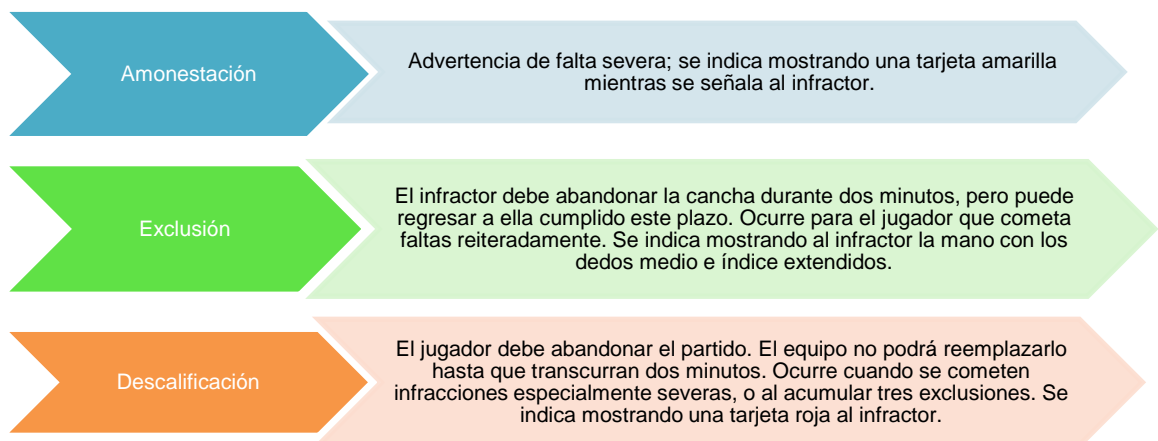 Amonestación
Advertencia de falta severa; se indica mostrando una tarjeta amarilla
mientras se señala al infractor.
Exclusión
El infractor debe abandonar la cancha durante dos minutos, pero puede
regresar a ella cumplido este plazo. Ocurre para el jugador que cometa
faltas reiteradamente. Se indica mostrando al infractor la mano con los
dedos medio e índice extendidos.
Descalificación
El jugador debe abandonar el partido. El equipo no podrá reemplazarlo
hasta que transcurran dos minutos. Ocurre cuando se cometen
infracciones especialmente severas, o al acumular tres exclusiones. Se
indica mostrando una tarjeta roja al infractor.